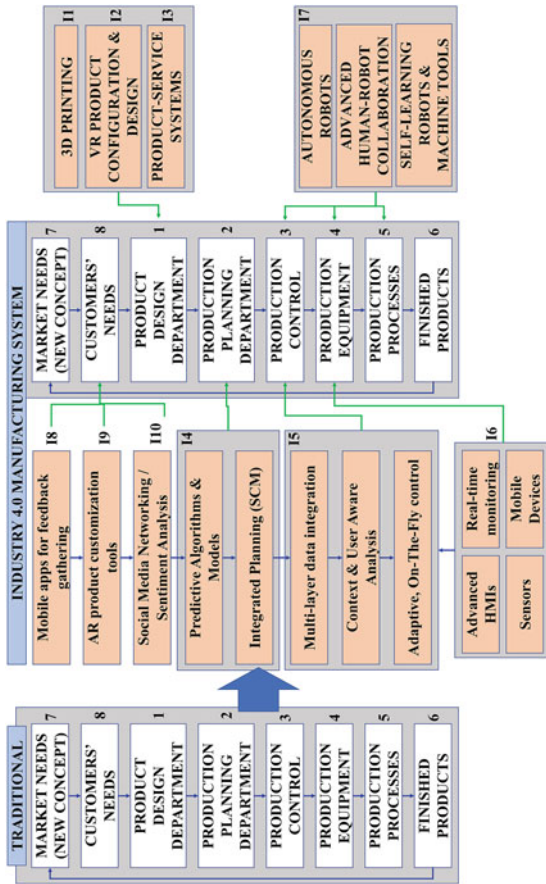 TRADITIONAL
MARKET NEEDS
(NEW CONCEPT)
7
CUSTOMERS'
NEEDS
8
PRODUCT
DESIGN
DEPARTMENT
1
PRODUCTION
PLANNING
DEPARTMENT
2
PRODUCTION
CONTROL
3
PRODUCTION
EQUIPMENT
4
PRODUCTION
PROCESSES
5
FINISHED
PRODUCTS
6
INDUSTRY 4.0 MANUFACTURING SYSTEM
Mobile apps for feedback
gathering
I8
AR product customization
tools
I9
Social Media Networking /
Sentiment Analysis
I10
I4
Predictive Algorithms &
Models
Integrated Planning (SCM)
I5
Multi-layer data integration
Context & User Aware
Analysis
Adaptive, On-The-Fly control
I6
Advanced
HMIs
Real-time
monitoring
Sensors
Mobile
Devices
MARKET NEEDS
(NEW CONCEPT)
7
CUSTOMERS'
NEEDS
8
PRODUCT
DESIGN
DEPARTMENT
1
PRODUCTION
PLANNING
DEPARTMENT
2
PRODUCTION
CONTROL
3
PRODUCTION
EQUIPMENT
4
PRODUCTION
PROCESSES
5
FINISHED
PRODUCTS
6
3D PRINTING
I1
VR PRODUCT
CONFIGURATION &
DESIGN
I2
PRODUCT-SERVICE
SYSTEMS
I3
I7
AUTONOMOUS
ROBOTS
ADVANCED
HUMAN-ROBOT
COLLABORATION
SELF-LEARNING
ROBOTS &
MACHINE TOOLS